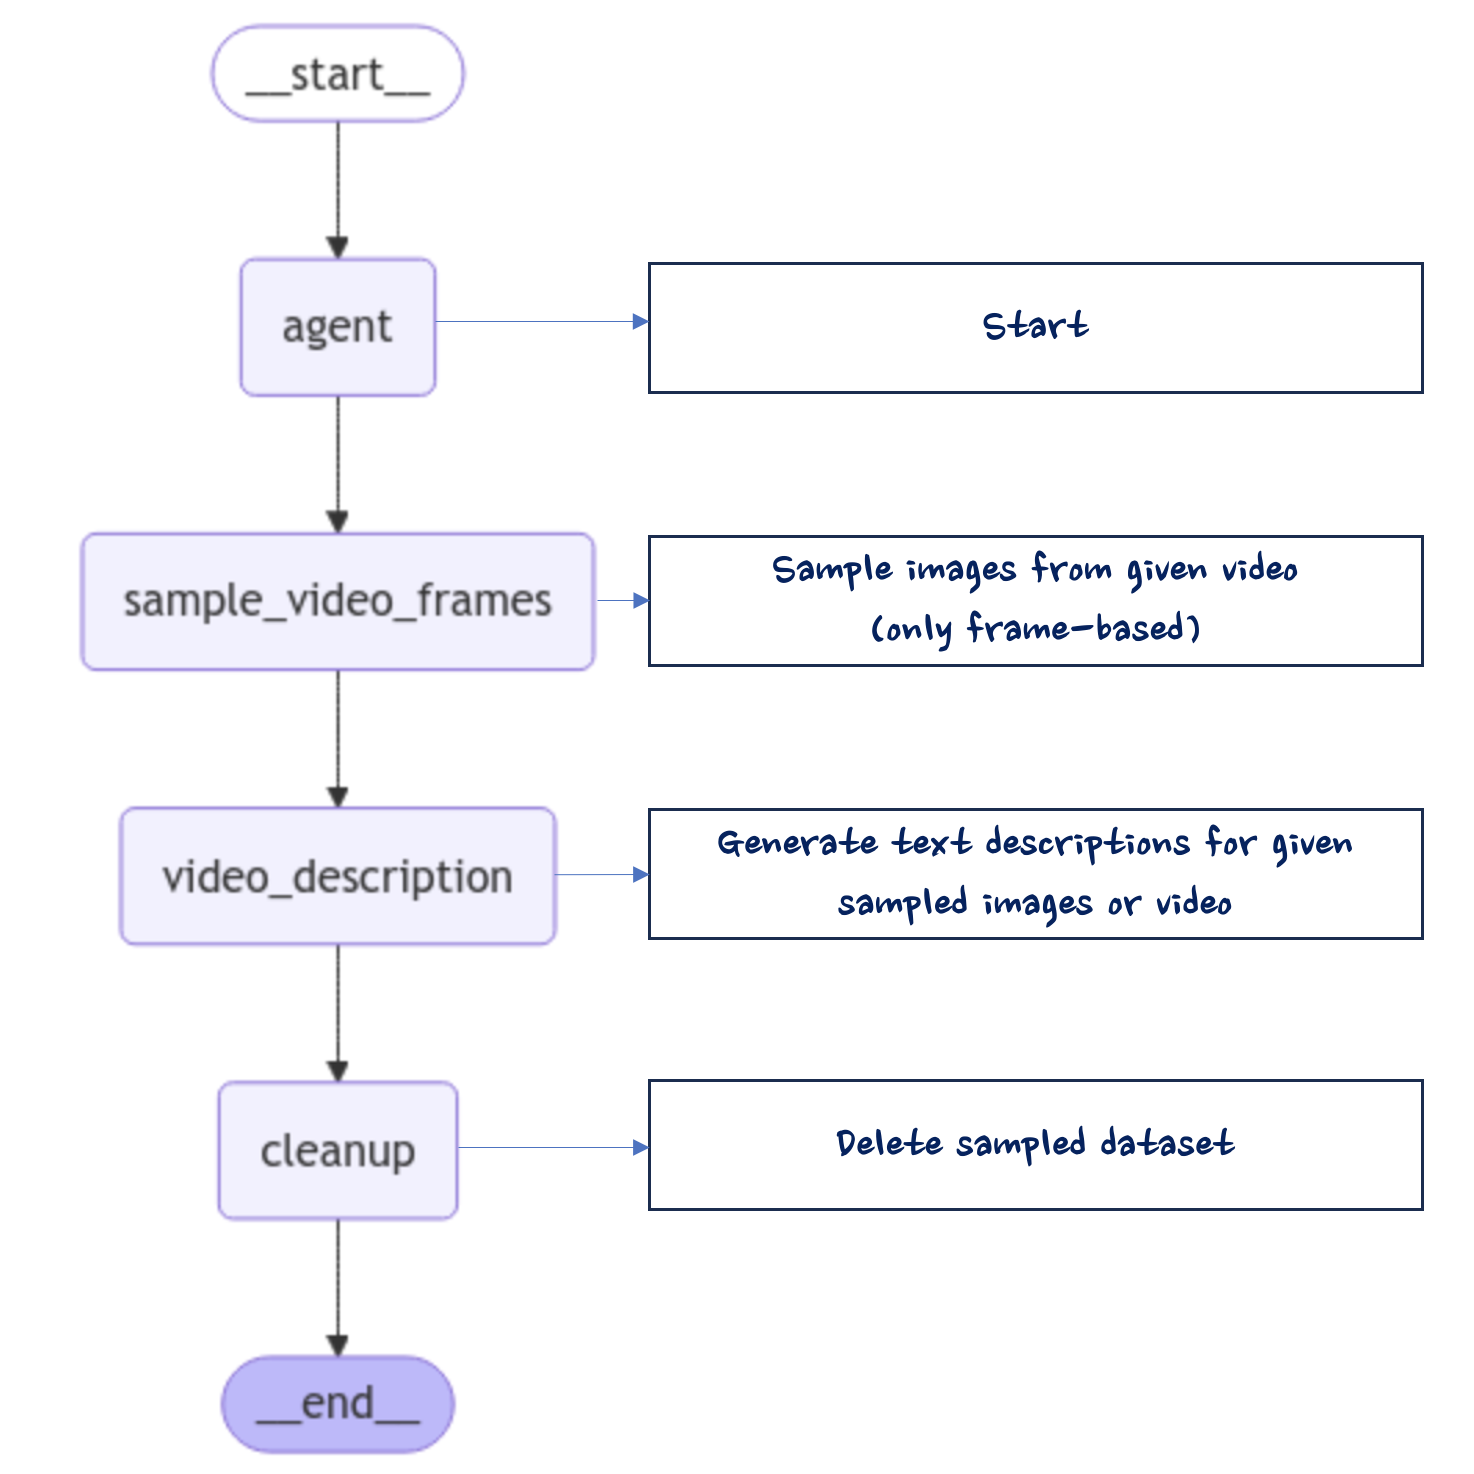 __start__
agent
Start
sample_video_frames
Sample images from given video
(only frame-based)
video_description
Generate text descriptions for given
sampled images or video
cleanup
Delete sampled dataset
__end__